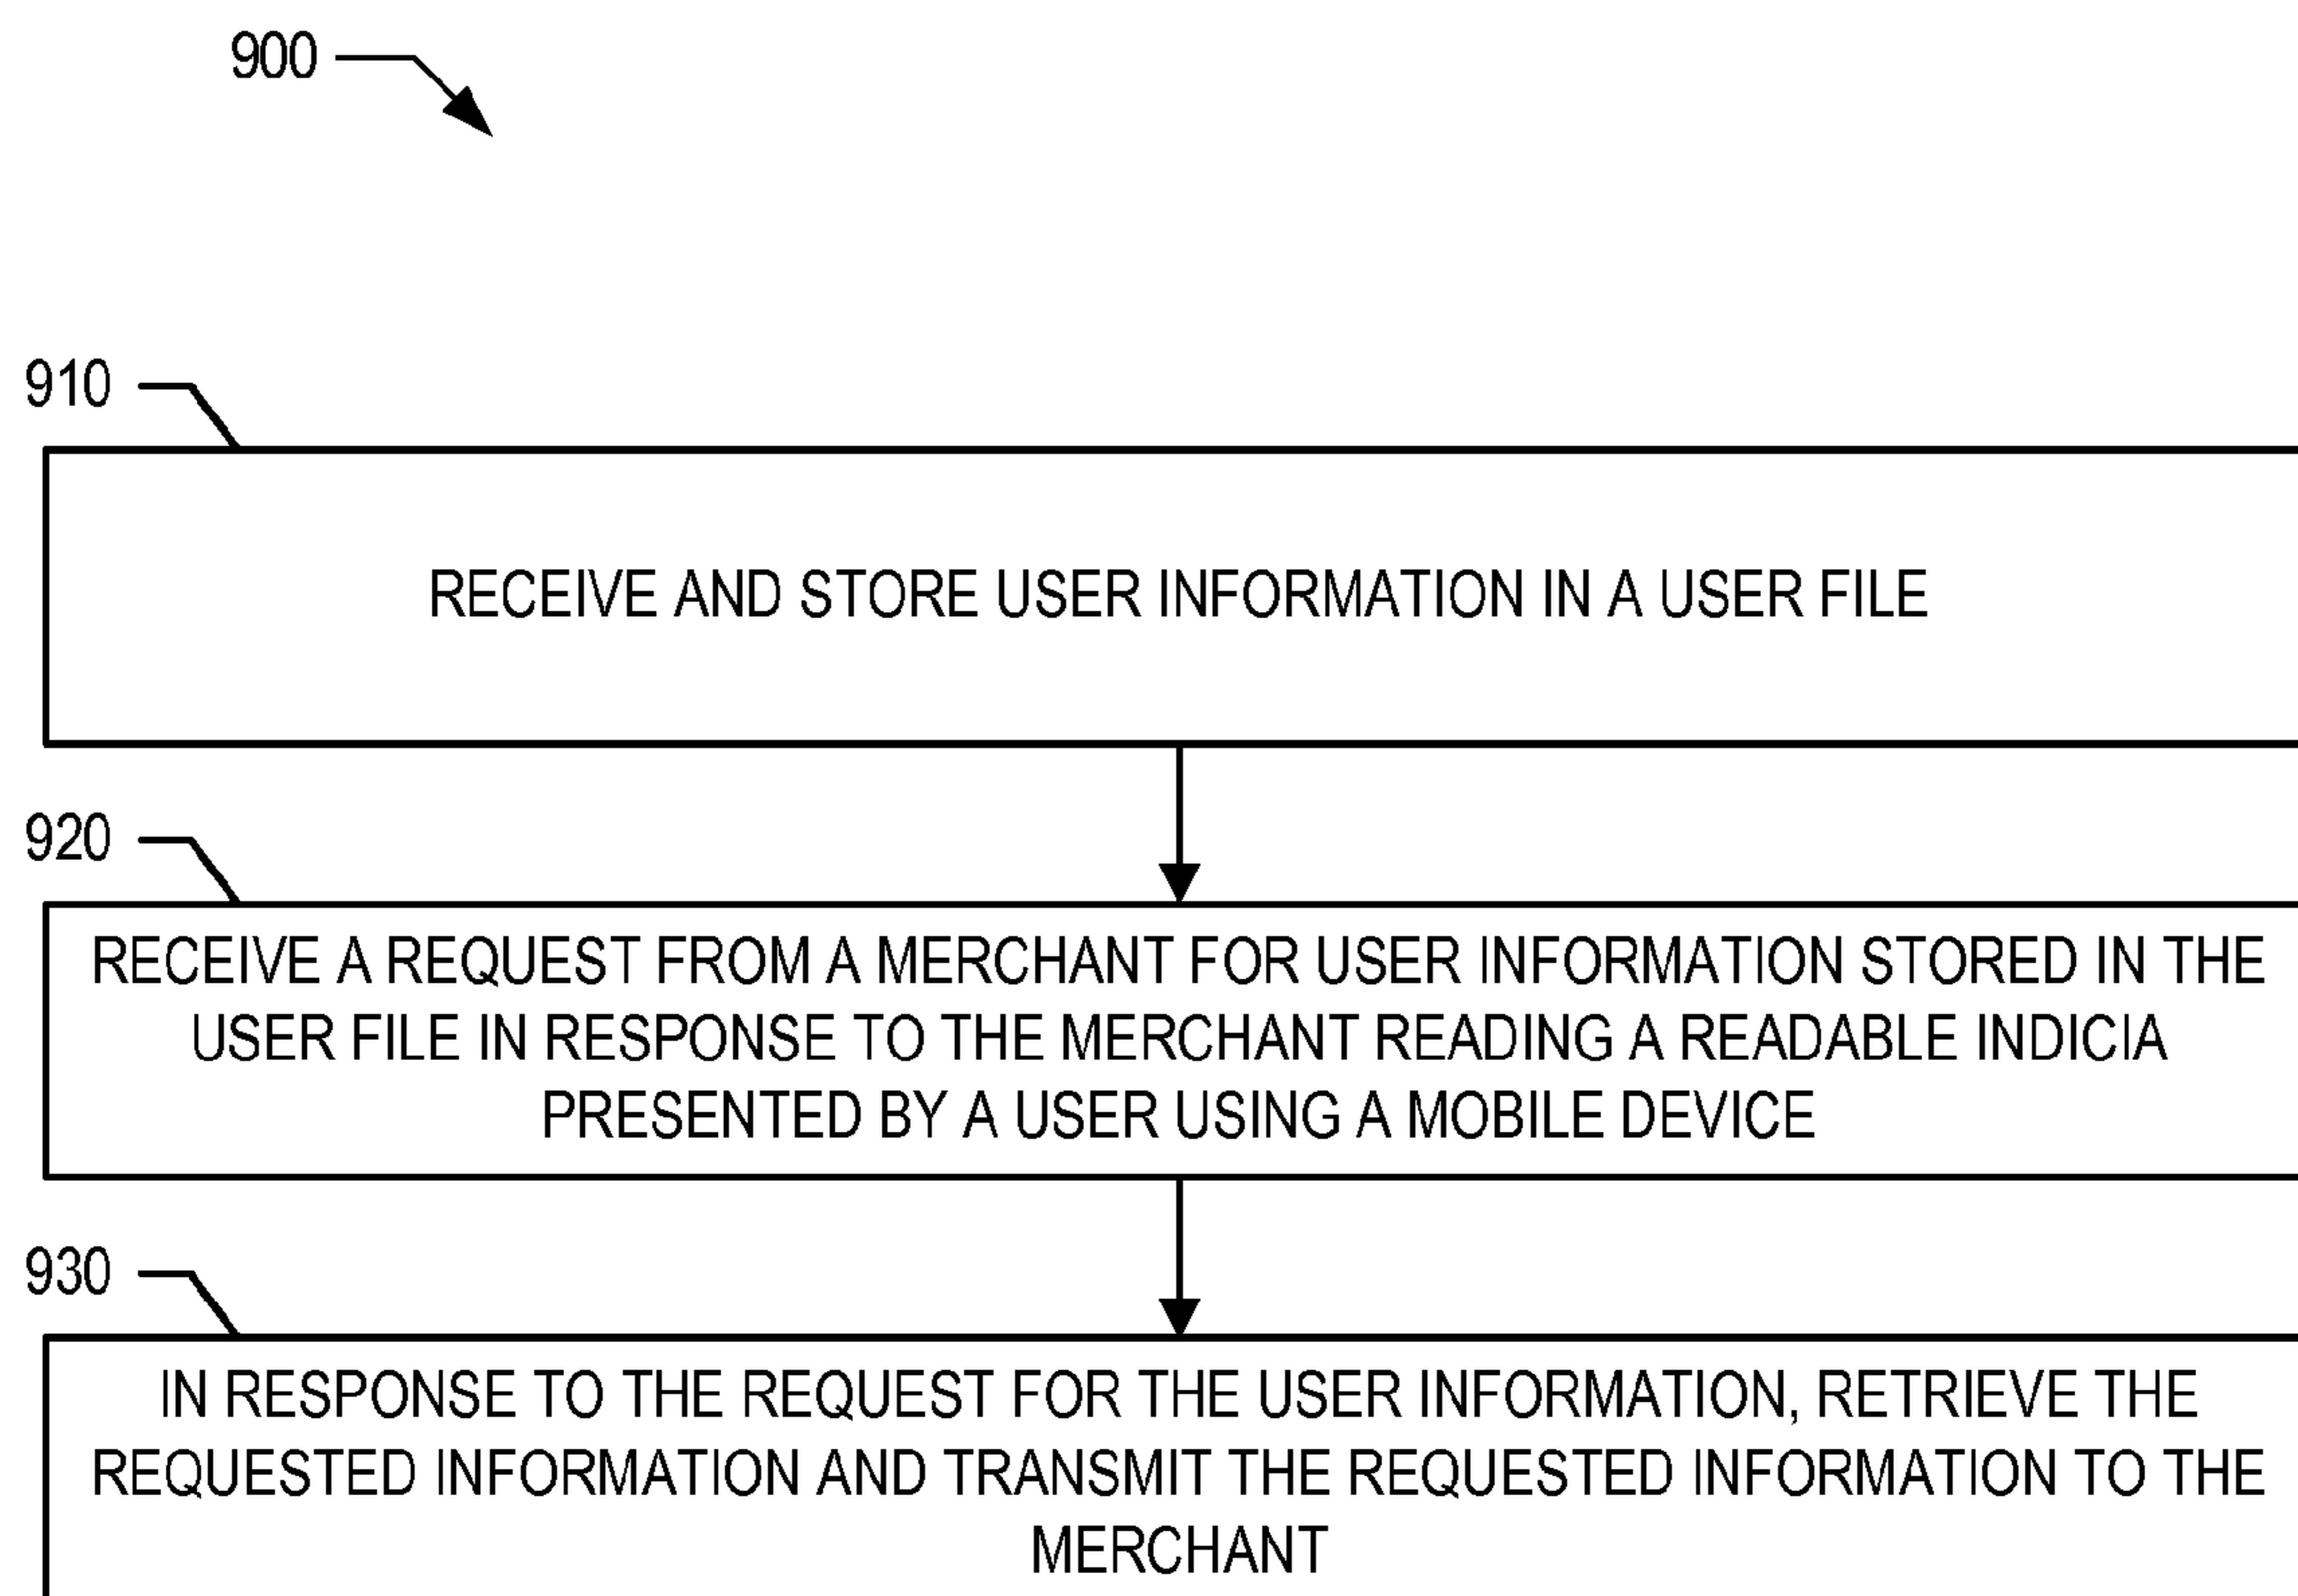 900
910
RECEIVE AND STORE USER INFORMATION IN A USER FILE
920
RECEIVE A REQUEST FROM A MERCHANT FOR USER INFORMATION STORED IN THE
USER FILE IN RESPONSE TO THE MERCHANT READING A READABLE INDICIA
PRESENTED BY A USER USING A MOBILE DEVICE
930
IN RESPONSE TO THE REQUEST FOR THE USER INFORMATION, RETRIEVE THE
REQUESTED INFORMATION AND TRANSMIT THE REQUESTED INFORMATION TO THE
MERCHANT